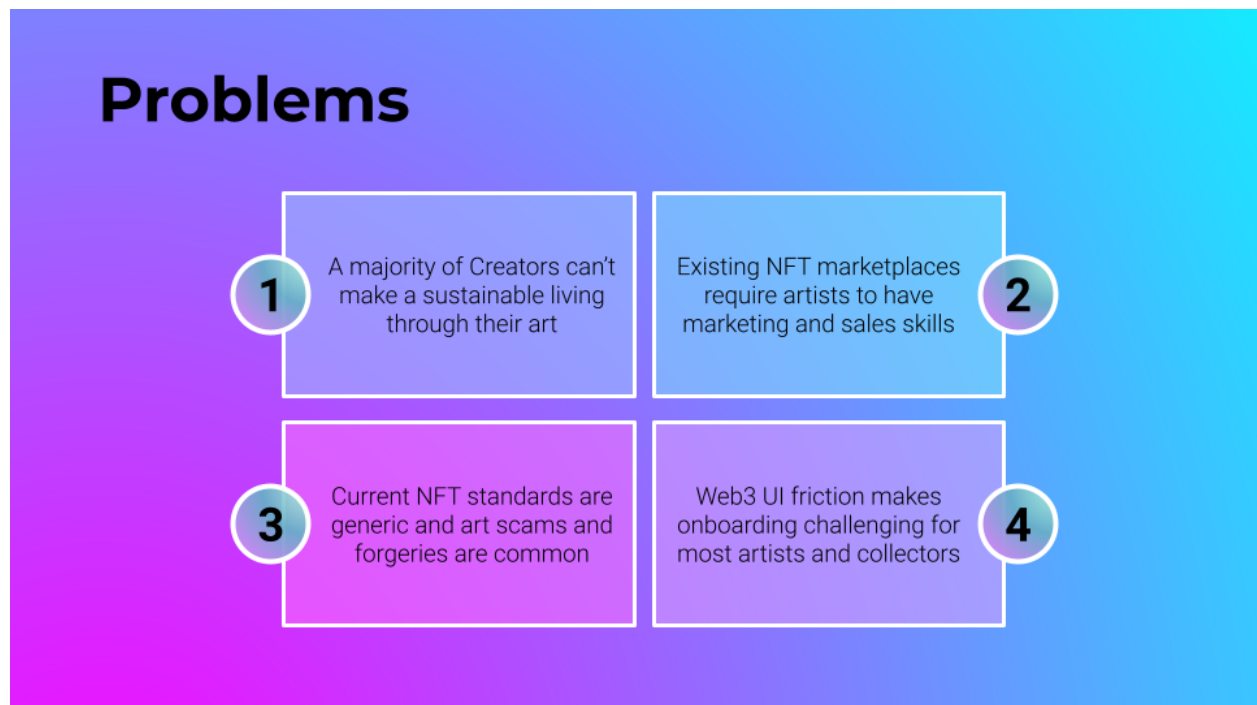 Problems
1
A majority of Creators can't
make a sustainable living
through their art
Existing NFT marketplaces
require artists to have
marketing and sales skills
2
3
Current NFT standards are
generic and art scams and
forgeries are common
Web3 UI friction makes
onboarding challenging for
most artists and collectors
4